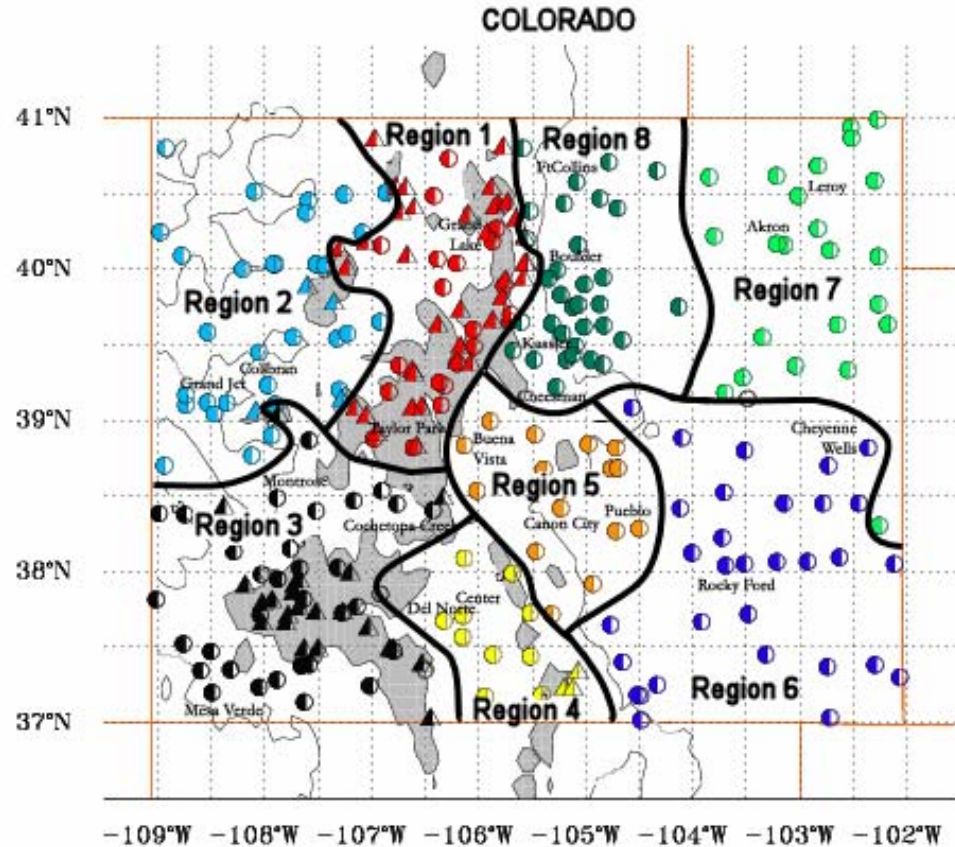 COLORADO
41°N
Region 1
Region 8
FtCollins
Leroy
Grand
Lake
Akron
40°N
Boulder
Region 2
Region 7
Kassler
Colbran
Grand Jct
Cheesman
39°N
Taylor Park
Buena
Vista
Cheyenne
Wells
Montrose
Region 5
Region 3
Cochetopa Creek
Canon City
Pueblo
38°N
Rocky Ford
Del Norte
Center
Region 6
Mesa Verde
Region 4
37°N
-109°W
-108°W
-107°W
-106°W
-105°W
-104°W
-103°W
-102°W